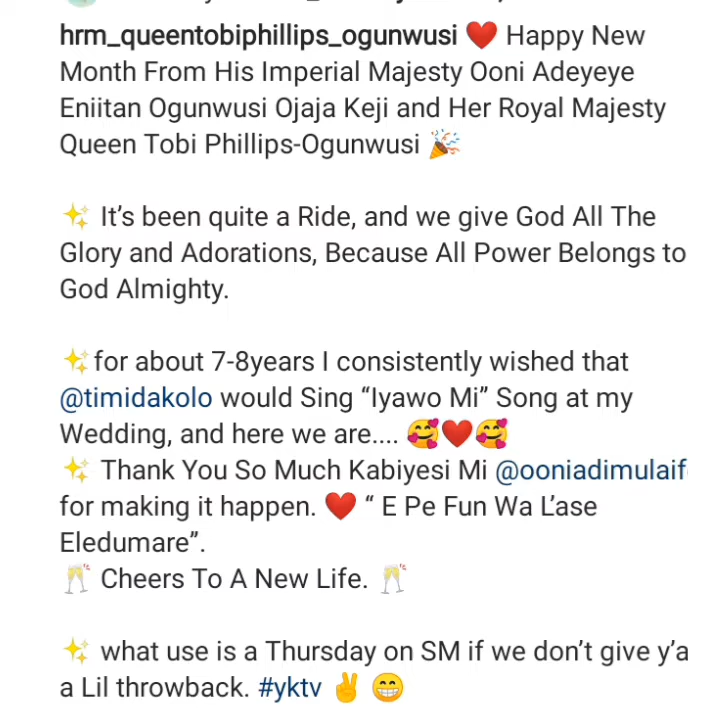 hrm_queentobiphillips_ogunwusi ❤️ Happy New
Month From His Imperial Majesty Ooni Adeyeye
Eniitan Ogunwusi Ojaja Keji and Her Royal Majesty
Queen Tobi Phillips-Ogunwusi 🎉
✨ It’s been quite a Ride, and we give God All The
Glory and Adorations, Because All Power Belongs to
God Almighty.
✨for about 7-8years I consistently wished that
@timidakolo would Sing “Iyawo Mi” Song at my
Wedding, and here we are.... 🥰❤️🥰
✨ Thank You So Much Kabiyesi Mi @ooniadimulaif
for making it happen. ❤️ “ E Pe Fun Wa L’ase
Eledumare”.
🥂 Cheers To A New Life. 🥂
✨ what use is a Thursday on SM if we don’t give y’a
a Lil throwback. #yktv ✌️ 😁